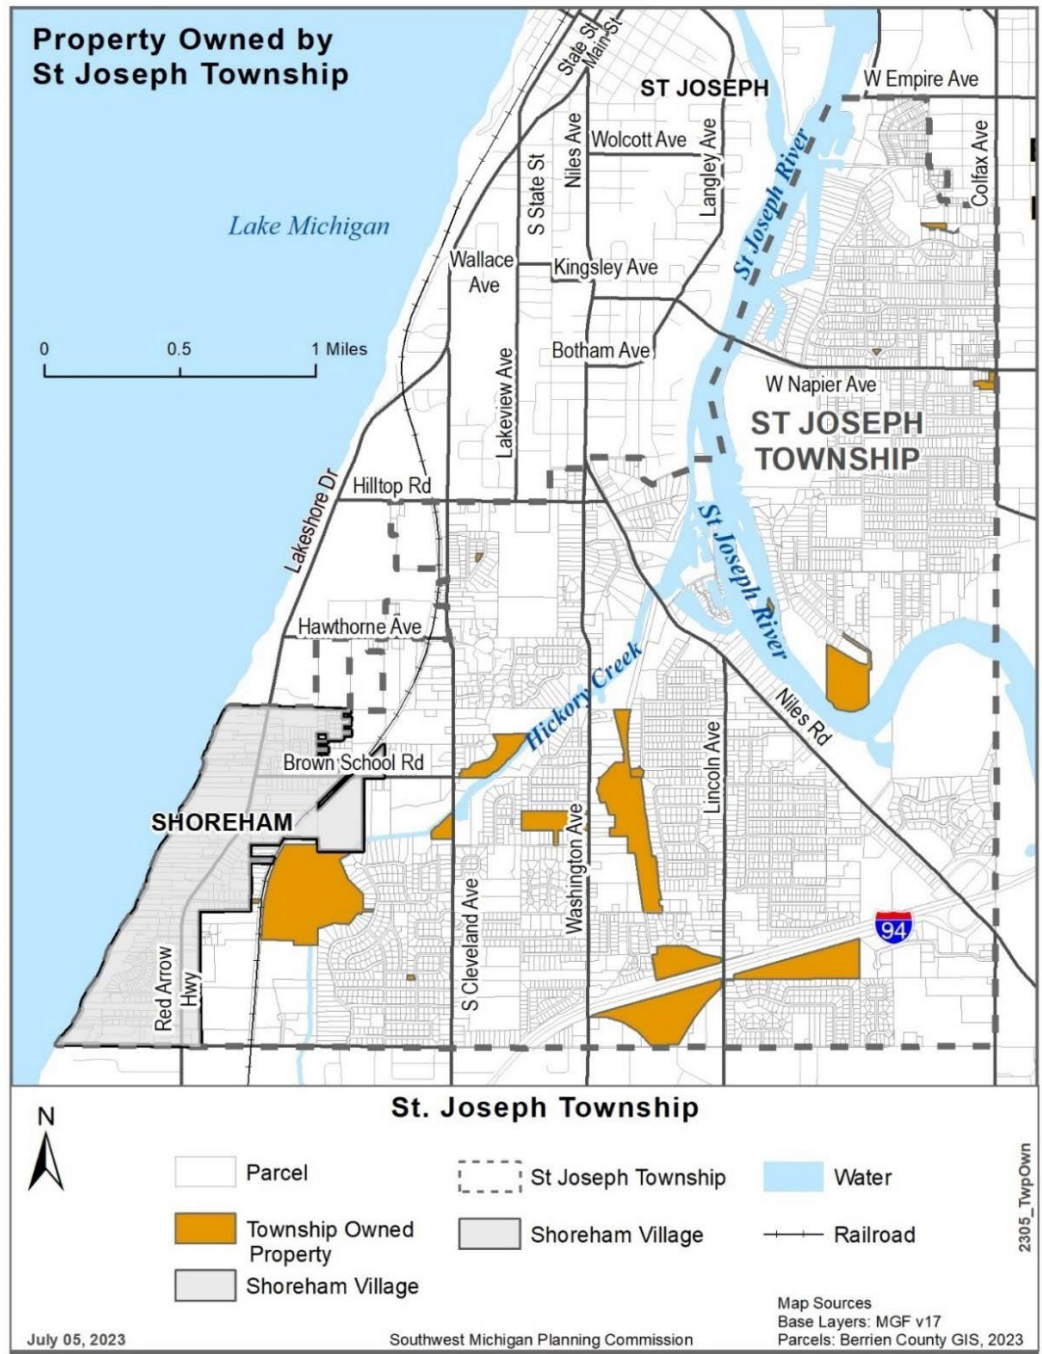 Property Owned by
St Joseph Township
State St
Main St
ST JOSEPH
W Empire Ave
Niles Ave
Wolcott Ave
Langley Ave
Colfax Ave
St Joseph River
S State St
Lake Michigan
Wallace
Ave
Kingsley Ave
0 0.5 1 Miles
Botham Ave
Lakeview Ave
W Napier Ave
ST JOSEPH
TOWNSHIP
Hilltop Rd
Lakeshore Dr
St Joseph River
Hawthorne Ave
Hickory Creek
Niles Rd
Brown School Rd
Lincoln Ave
SHOREHAM
Washington Ave
S Cleveland Ave
94
Red Arrow
Hwy
St. Joseph Township
N
Parcel
St Joseph Township
Water
Township Owned
Property
Shoreham Village
Railroad
Shoreham Village
2305_TwpOwn
Map Sources
Base Layers: MGF v17
July 05, 2023
Southwest Michigan Planning Commission
Parcels: Berrien County GIS, 2023